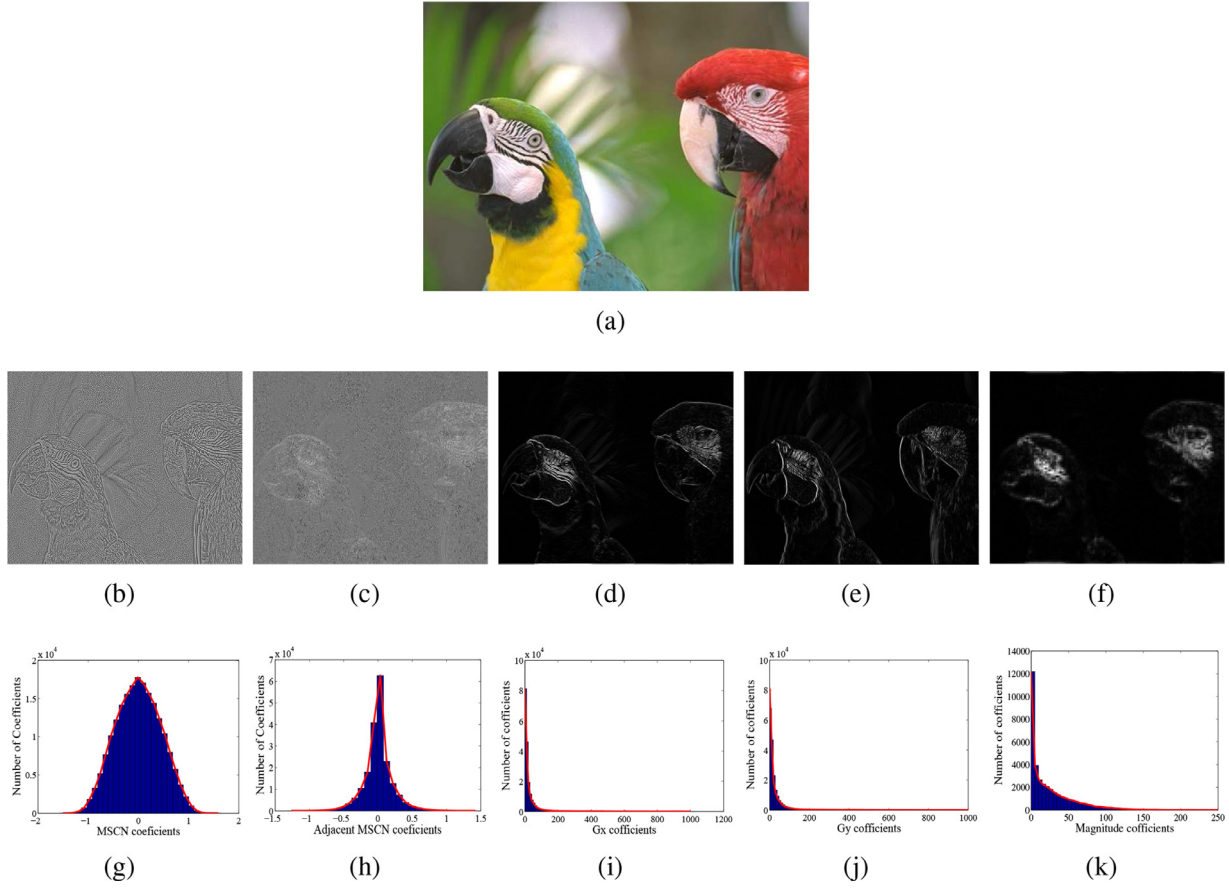 (a)
(b) (c) (d) (e) (f)
x 10^4
2
1.5
1
0.5
0
−2 −1 0 1 2
Number of Coefficients
MSCN coeficients
x 10^4
7
6
5
4
3
2
1
0
−1.5 −1 −0.5 0 0.5 1 1.5
Number of Coefficients
Adjacent MSCN coeficients
x 10^4
10
8
6
4
2
0
0 200 400 600 800 1000 1200
Number of cofficients
Gx cofficients
x 10^4
10
8
6
4
2
0
0 200 400 600 800 1000
Number of cofficients
Gy cofficients
14000
12000
10000
8000
6000
4000
2000
0
0 50 100 150 200 250
Number of cofficients
Magnitude cofficients
(g) (h) (i) (j) (k)